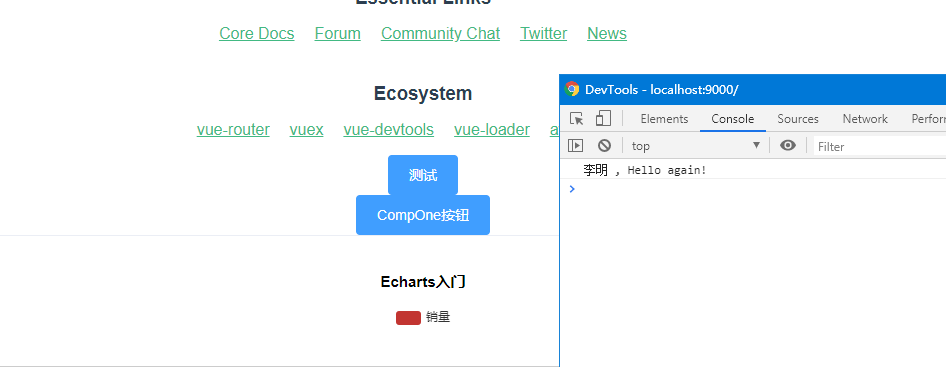 Essential Links
Core Docs Forum Community Chat Twitter News
Ecosystem
vue-router vuex vue-devtools vue-loader a
测试
CompOne按钮
Echarts入门
销量
DevTools - localhost:9000/
Elements Console Sources Network Perfor
top Filter
李明 , Hello again!